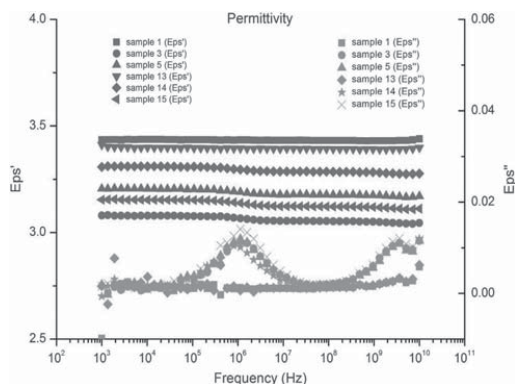 Permittivity
4.0
3.5
3.0
2.5
Eps'
sample 1 (Eps')
sample 3 (Eps')
sample 5 (Eps')
sample 13 (Eps')
sample 14 (Eps')
sample 15 (Eps')
sample 1 (Eps'')
sample 3 (Eps'')
sample 5 (Eps'')
sample 13 (Eps'')
sample 14 (Eps'')
sample 15 (Eps'')
0.06
0.04
0.02
0.00
Eps''
10² 10³ 10⁴ 10⁵ 10⁶ 10⁷ 10⁸ 10⁹ 10¹⁰ 10¹¹
Frequency (Hz)